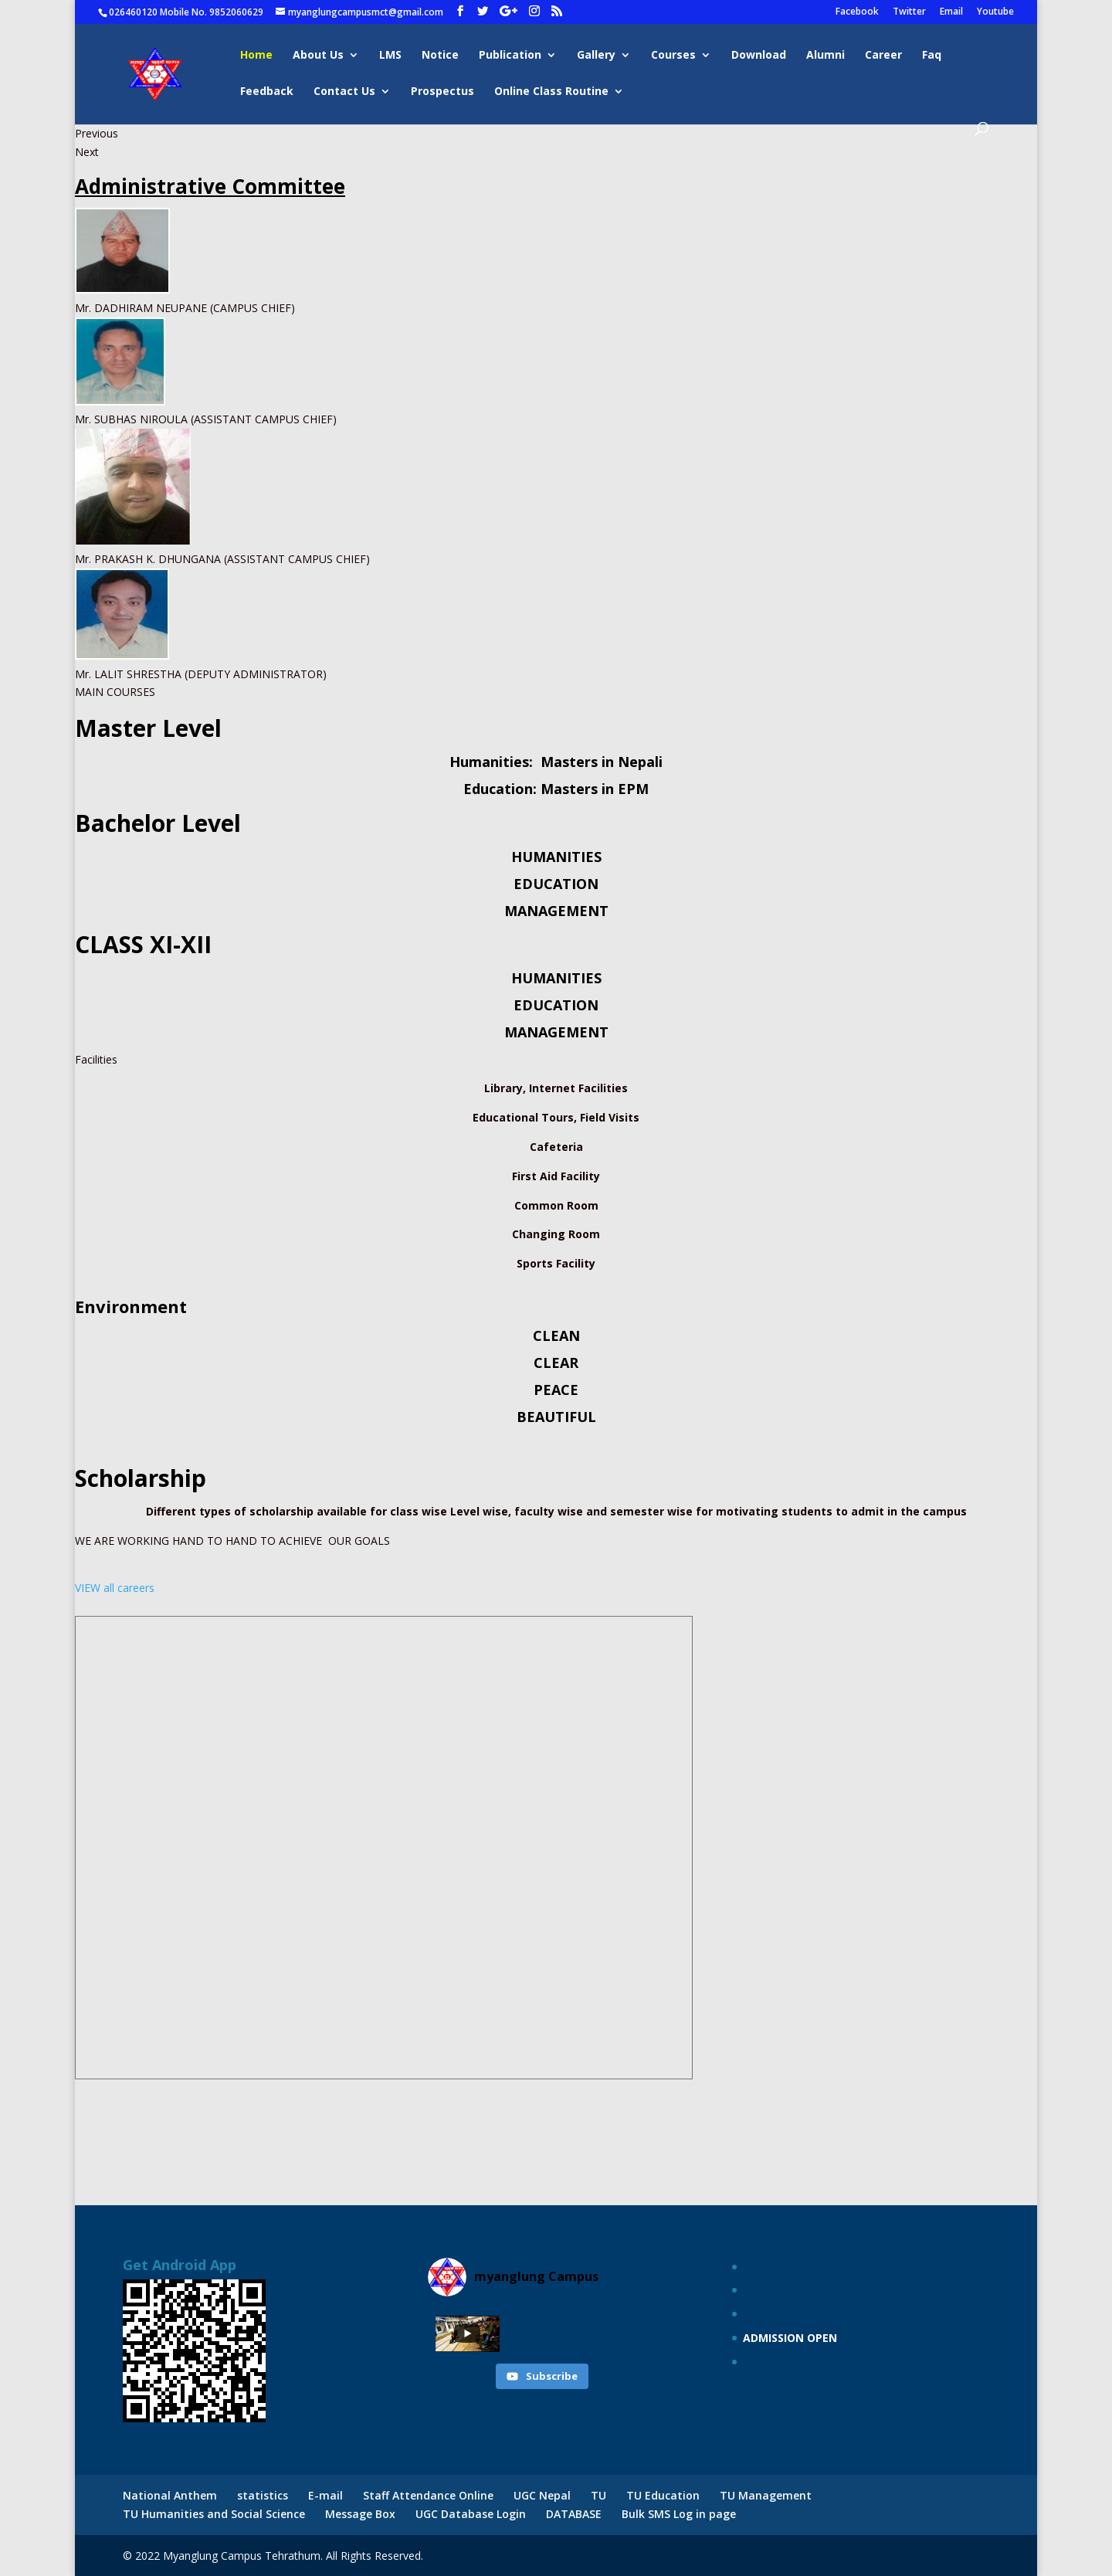 026460120 Mobile No. 9852060629 myanglungcampusmct@gmail.com Facebook Twitter Email Youtube
Home About Us LMS Notice Publication Gallery Courses Download Alumni Career Faq
Feedback Contact Us Prospectus Online Class Routine
Previous
Next
Administrative Committee
Mr. DADHIRAM NEUPANE (CAMPUS CHIEF)
Mr. SUBHAS NIROULA (ASSISTANT CAMPUS CHIEF)
Mr. PRAKASH K. DHUNGANA (ASSISTANT CAMPUS CHIEF)
Mr. LALIT SHRESTHA (DEPUTY ADMINISTRATOR)
MAIN COURSES
Master Level
Humanities:  Masters in Nepali
Education: Masters in EPM
Bachelor Level
HUMANITIES
EDUCATION
MANAGEMENT
CLASS XI-XII
HUMANITIES
EDUCATION
MANAGEMENT
Facilities
Library, Internet Facilities
Educational Tours, Field Visits
Cafeteria
First Aid Facility
Common Room
Changing Room
Sports Facility
Environment
CLEAN
CLEAR
PEACE
BEAUTIFUL
Scholarship
Different types of scholarship available for class wise Level wise, faculty wise and semester wise for motivating students to admit in the campus
WE ARE WORKING HAND TO HAND TO ACHIEVE  OUR GOALS
VIEW all careers
Get Android App
myanglung Campus
Subscribe
ADMISSION OPEN
National Anthem statistics E-mail Staff Attendance Online UGC Nepal TU TU Education TU Management
TU Humanities and Social Science Message Box UGC Database Login DATABASE Bulk SMS Log in page
© 2022 Myanglung Campus Tehrathum. All Rights Reserved.